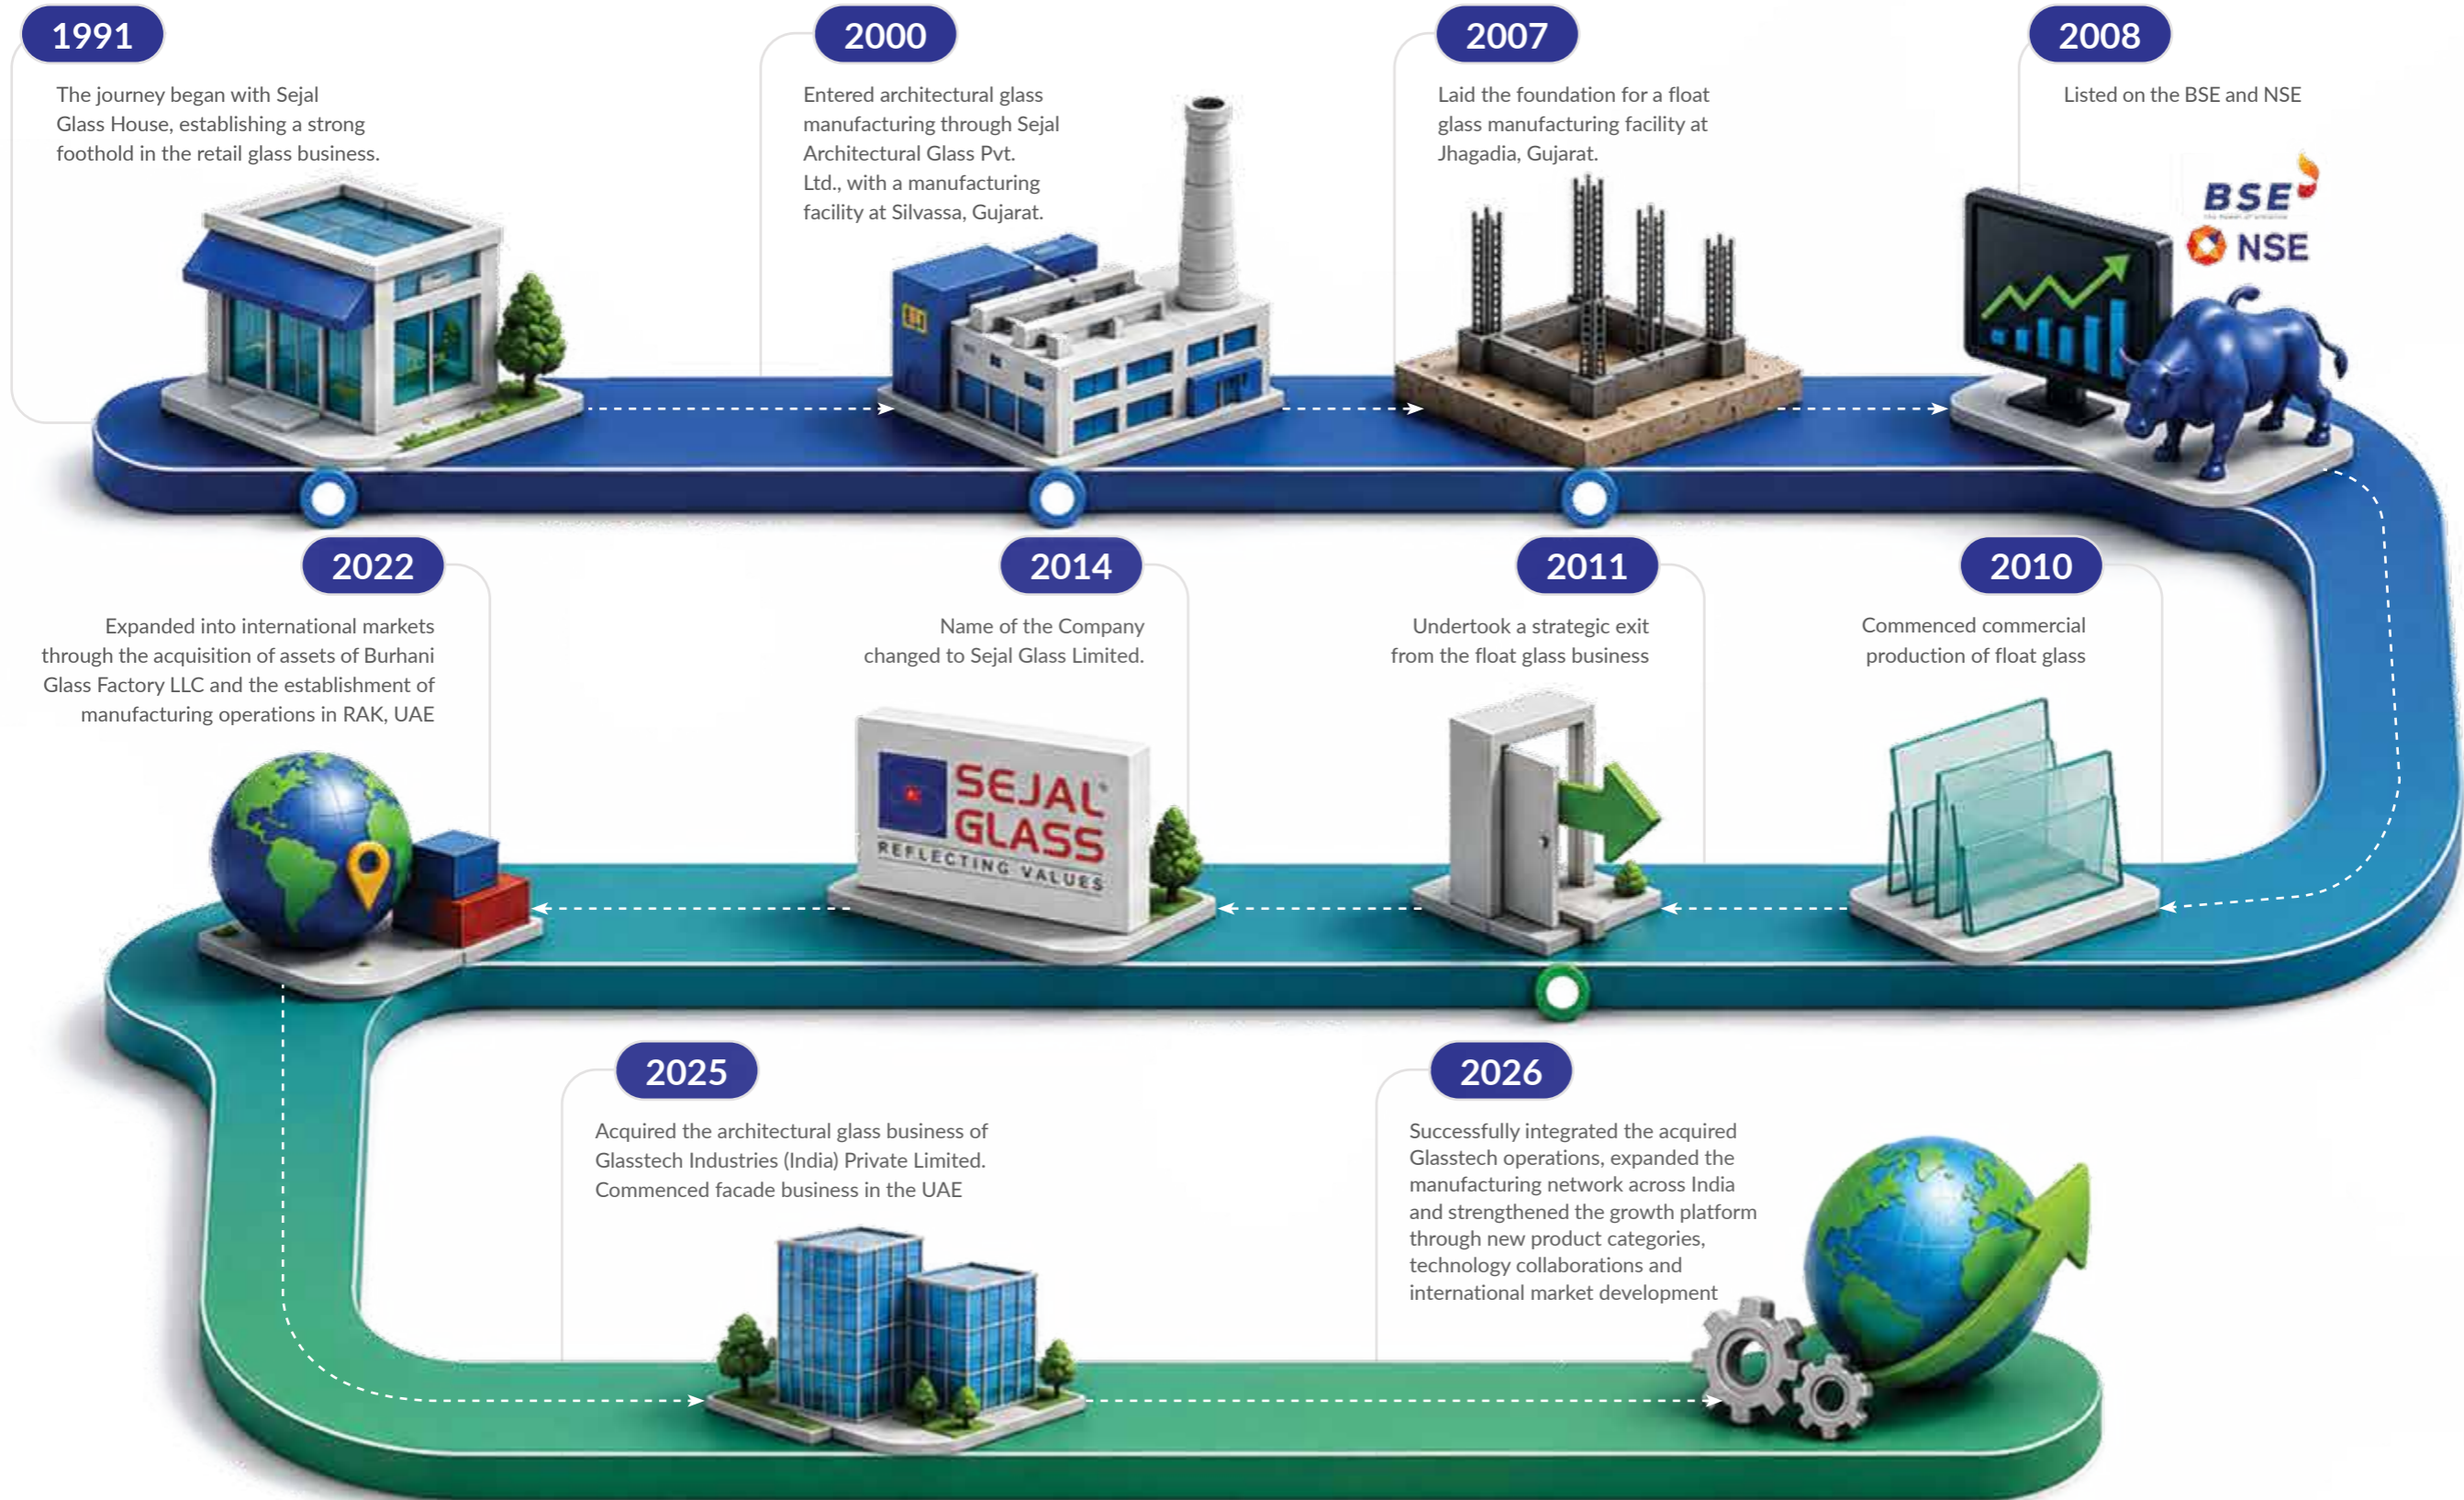 1991
The journey began with Sejal
Glass House, establishing a strong
foothold in the retail glass business.
2000
Entered architectural glass
manufacturing through Sejal
Architectural Glass Pvt.
Ltd., with a manufacturing
facility at Silvassa, Gujarat.
2007
Laid the foundation for a float
glass manufacturing facility at
Jhagadia, Gujarat.
2008
Listed on the BSE and NSE
BSE
NSE
2010
Commenced commercial
production of float glass
2011
Undertook a strategic exit
from the float glass business
2014
Name of the Company
changed to Sejal Glass Limited.
SEJAL
GLASS
REFLECTING VALUES
2022
Expanded into international markets
through the acquisition of assets of Burhani
Glass Factory LLC and the establishment of
manufacturing operations in RAK, UAE
2025
Acquired the architectural glass business of
Glasstech Industries (India) Private Limited.
Commenced facade business in the UAE
2026
Successfully integrated the acquired
Glasstech operations, expanded the
manufacturing network across India
and strengthened the growth platform
through new product categories,
technology collaborations and
international market development